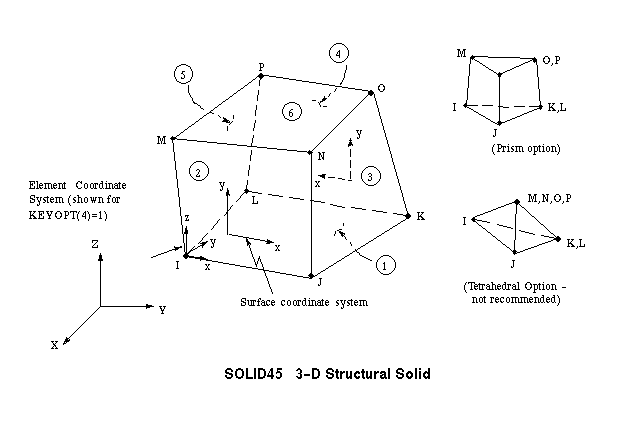 4
P
5
O
6
M
N
2
y
3
x
y
L
K
Element Coordinate
System (shown for
KEYOPT(4)=1)
z
y
x
I
x
J
1
Surface coordinate system
Z
Y
X
M
O,P
I
K,L
J
(Prism option)
M,N,O,P
I
K,L
J
(Tetrahedral Option -
not recommended)
SOLID45 3-D Structural Solid